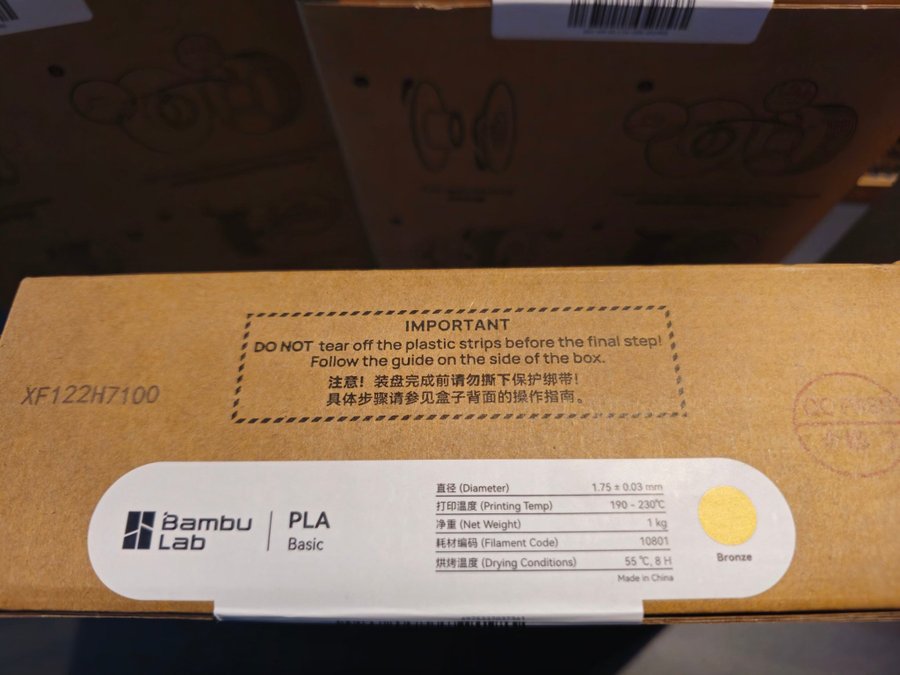 IMPORTANT
DO NOT tear off the plastic strips before the final step!
Follow the guide on the side of the box.
注意！装盘完成前请勿撕下保护绑带！
具体步骤请参见盒子背面的操作指南。
XF122H7100
Bambu
Lab
PLA
Basic
直径 (Diameter) 1.75 ± 0.03 mm
打印温度 (Printing Temp) 190 - 230℃
净重 (Net Weight) 1 kg
耗材编码 (Filament Code) 10801
烘烤温度 (Drying Conditions) 55 ℃, 8 H
Made in China
Bronze